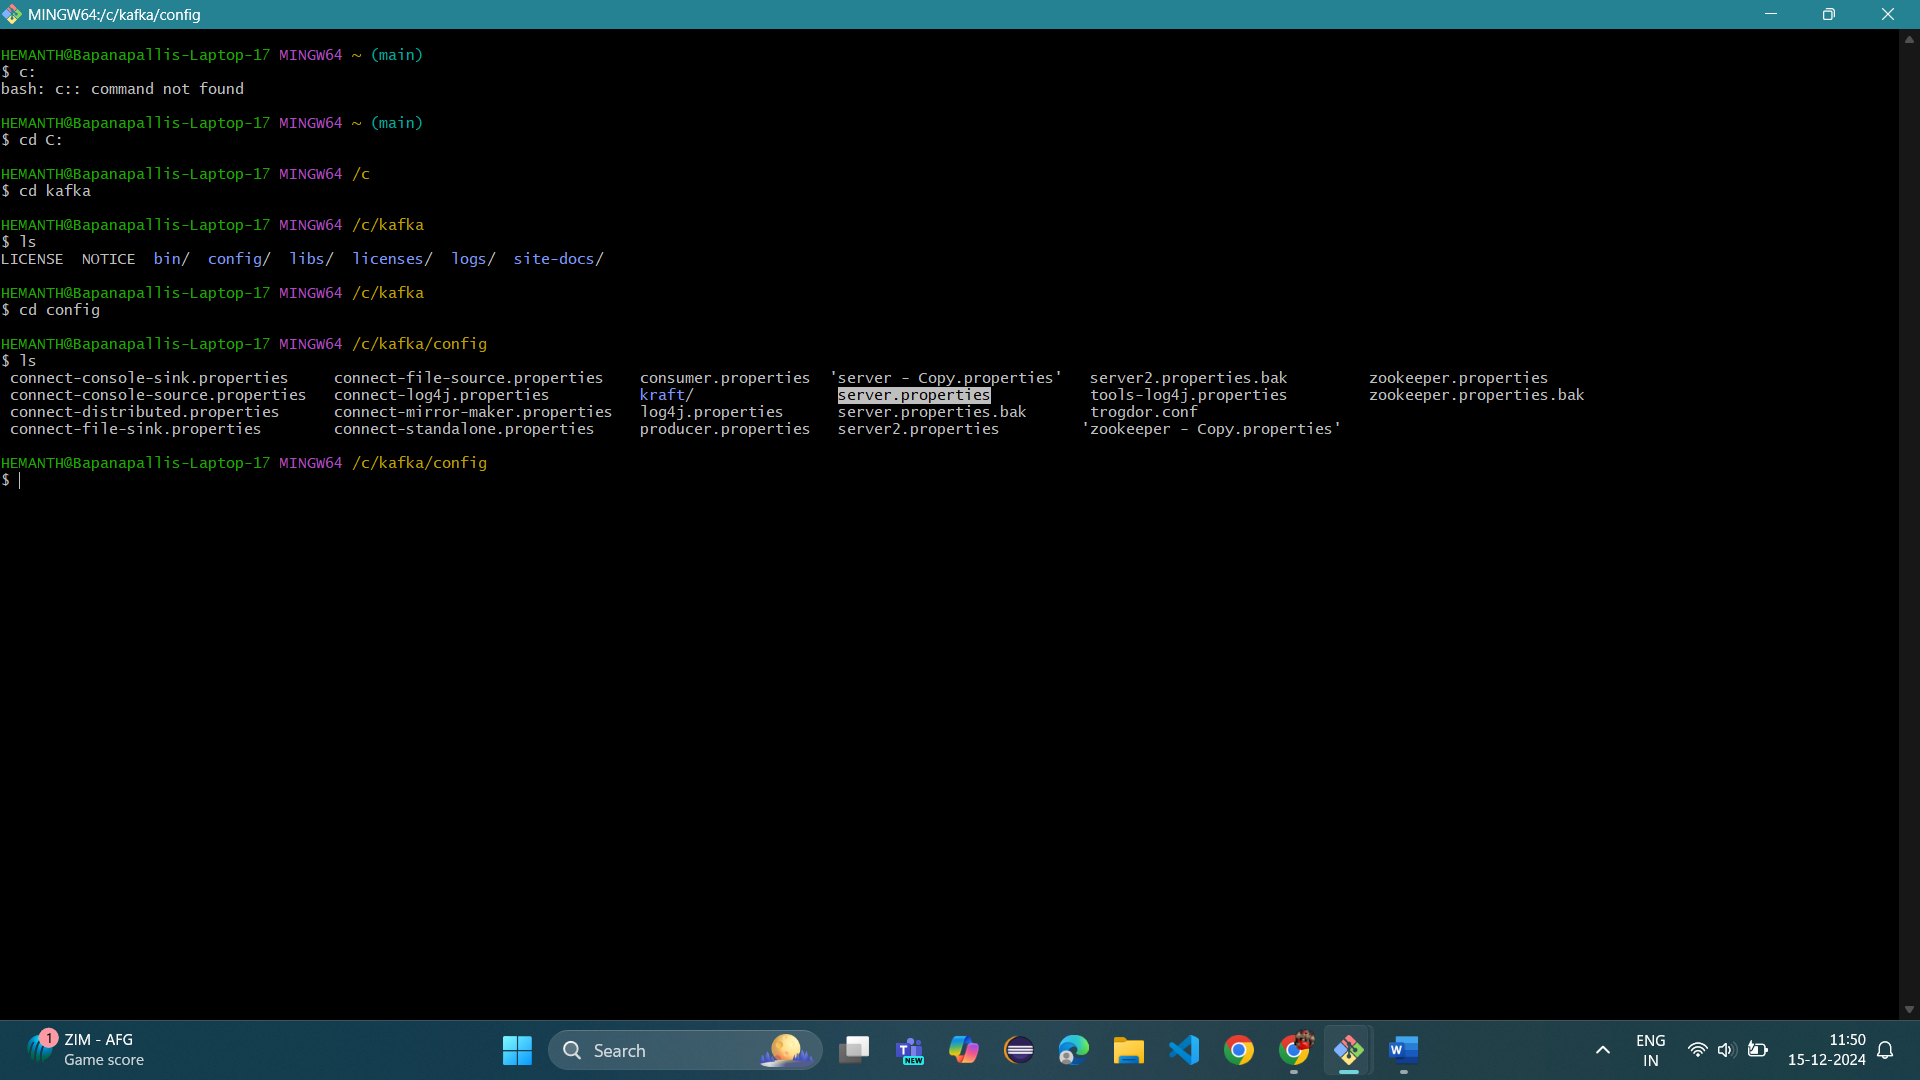 MINGW64:/c/kafka/config
HEMANTH@Bapanapallis-Laptop-17 MINGW64 ~ (main)
$ c:
bash: c:: command not found
HEMANTH@Bapanapallis-Laptop-17 MINGW64 ~ (main)
$ cd C:
HEMANTH@Bapanapallis-Laptop-17 MINGW64 /c
$ cd kafka
HEMANTH@Bapanapallis-Laptop-17 MINGW64 /c/kafka
$ ls
LICENSE  NOTICE  bin/  config/  libs/  licenses/  logs/  site-docs/
HEMANTH@Bapanapallis-Laptop-17 MINGW64 /c/kafka
$ cd config
HEMANTH@Bapanapallis-Laptop-17 MINGW64 /c/kafka/config
$ ls
connect-console-sink.properties connect-file-source.properties consumer.properties 'server - Copy.properties' server2.properties.bak zookeeper.properties
connect-console-source.properties connect-log4j.properties kraft/ server.properties tools-log4j.properties zookeeper.properties.bak
connect-distributed.properties connect-mirror-maker.properties log4j.properties server.properties.bak trogdor.conf
connect-file-sink.properties connect-standalone.properties producer.properties server2.properties 'zookeeper - Copy.properties'
HEMANTH@Bapanapallis-Laptop-17 MINGW64 /c/kafka/config
$
1
ZIM - AFG
Game score
Search
T NEW
W
ENG
IN
11:50
15-12-2024